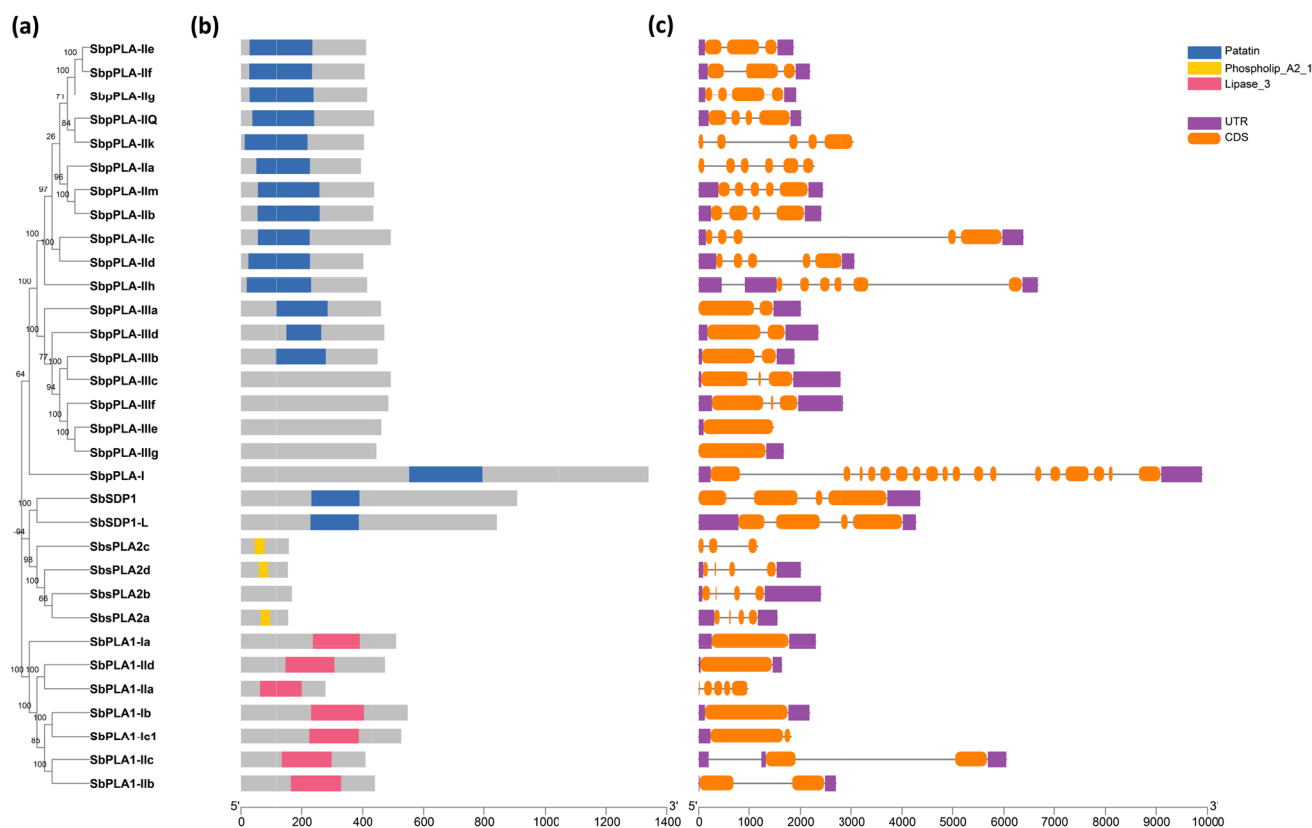 (a) (b) (c)
SbpPLA-IIe
SbpPLA-IIf
SbpPLA-IIg
SbpPLA-IIQ
SbpPLA-IIk
SbpPLA-IIa
SbpPLA-IIm
SbpPLA-IIb
SbpPLA-IIc
SbpPLA-IId
SbpPLA-IIh
SbpPLA-IIIa
SbpPLA-IIId
SbpPLA-IIIb
SbpPLA-IIIc
SbpPLA-IIIf
SbpPLA-IIIe
SbpPLA-IIIg
SbpPLA-I
SbSDP1
SbSDP1-L
SbsPLA2c
SbsPLA2d
SbsPLA2b
SbsPLA2a
SbPLA1-Ia
SbPLA1-IId
SbPLA1-IIa
SbPLA1-Ib
SbPLA1-Ic1
SbPLA1-IIc
SbPLA1-IIb
100
100
71
84
26
96
97
100
100
100
100
100
77
100
94
100
100
64
100
94
98
100
66
100
100
100
100
85
100
Patatin
Phospholip_A2_1
Lipase_3
UTR
CDS
5' 3'
0 200 400 600 800 1000 1200 1400
5' 3'
0 1000 2000 3000 4000 5000 6000 7000 8000 9000 10000